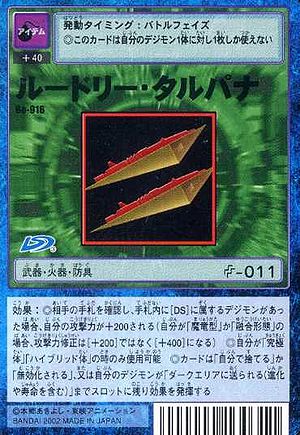 発動タイミング：バトルフェイズ
◎このカードは自分のデジモン1体に対し1枚しか使えない
アイテム
+40
ルードリー・タルパナ
Bo-916
DS
武器・火器・防具
-011
効果：◎相手の手札を確認し、手札内に[DS]に属するデジモンがあっ
た場合、自分の攻撃力が+200される(自分が「魔竜型」か「融合形態」の
場合、攻撃力修正は[+200]ではなく[+400]になる) ◎自分が「究極
体」「ハイブリッド体」の時のみ使用可能 ◎カードは「自分で捨てる」か
「無効化される」、又は自分のデジモンが「ダークエリアに送られる(進化
や寿命を含む)」までスロットに残り効果を発揮する
©本郷あきよし・東映アニメーション
BANDAI 2002 MADE IN JAPAN